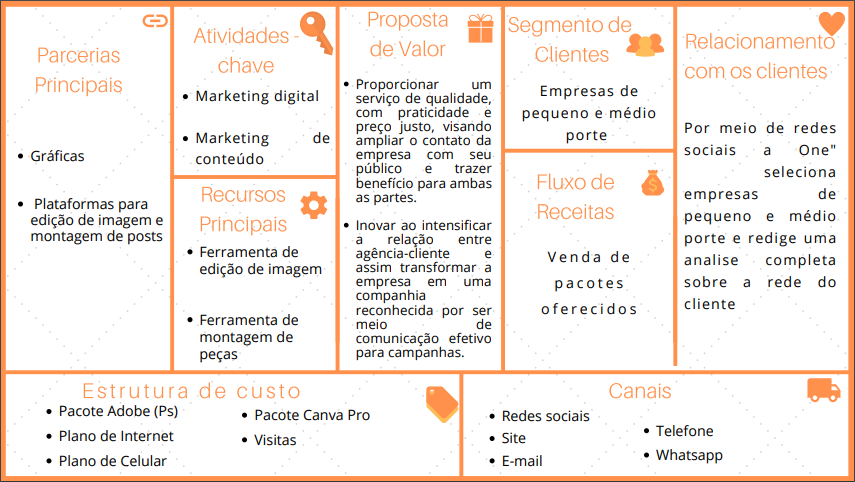 Parcerias
Principais
• Gráficas
• Plataformas para
edição de imagem e
montagem de posts
Atividades -
chave
• Marketing digital
• Marketing de
conteúdo
Recursos
Principais
• Ferramenta de
edição de imagem
• Ferramenta de
montagem de
peças
Proposta
de Valor
• Proporcionar um
serviço de qualidade,
com praticidade e
preço justo, visando
ampliar o contato da
empresa com seu
público e trazer
benefício para ambas
as partes.
• Inovar ao intensificar
a relação entre
agência-cliente e
assim transformar a
empresa em uma
companhia
reconhecida por ser
meio de
comunicação efetivo
para campanhas.
Segmento de
Clientes
Empresas de
pequeno e médio
porte
Fluxo de
Receitas
Venda de
pacotes
oferecidos
Relacionamento
com os clientes
Por meio de redes
sociais a One"
seleciona
empresas de
pequeno e médio
porte e redige uma
analise completa
sobre a rede do
cliente
Estrutura de custo
• Pacote Adobe (Ps)
• Plano de Internet
• Plano de Celular
• Pacote Canva Pro
• Visitas
Canais
• Redes sociais
• Site
• E-mail
• Telefone
• Whatsapp